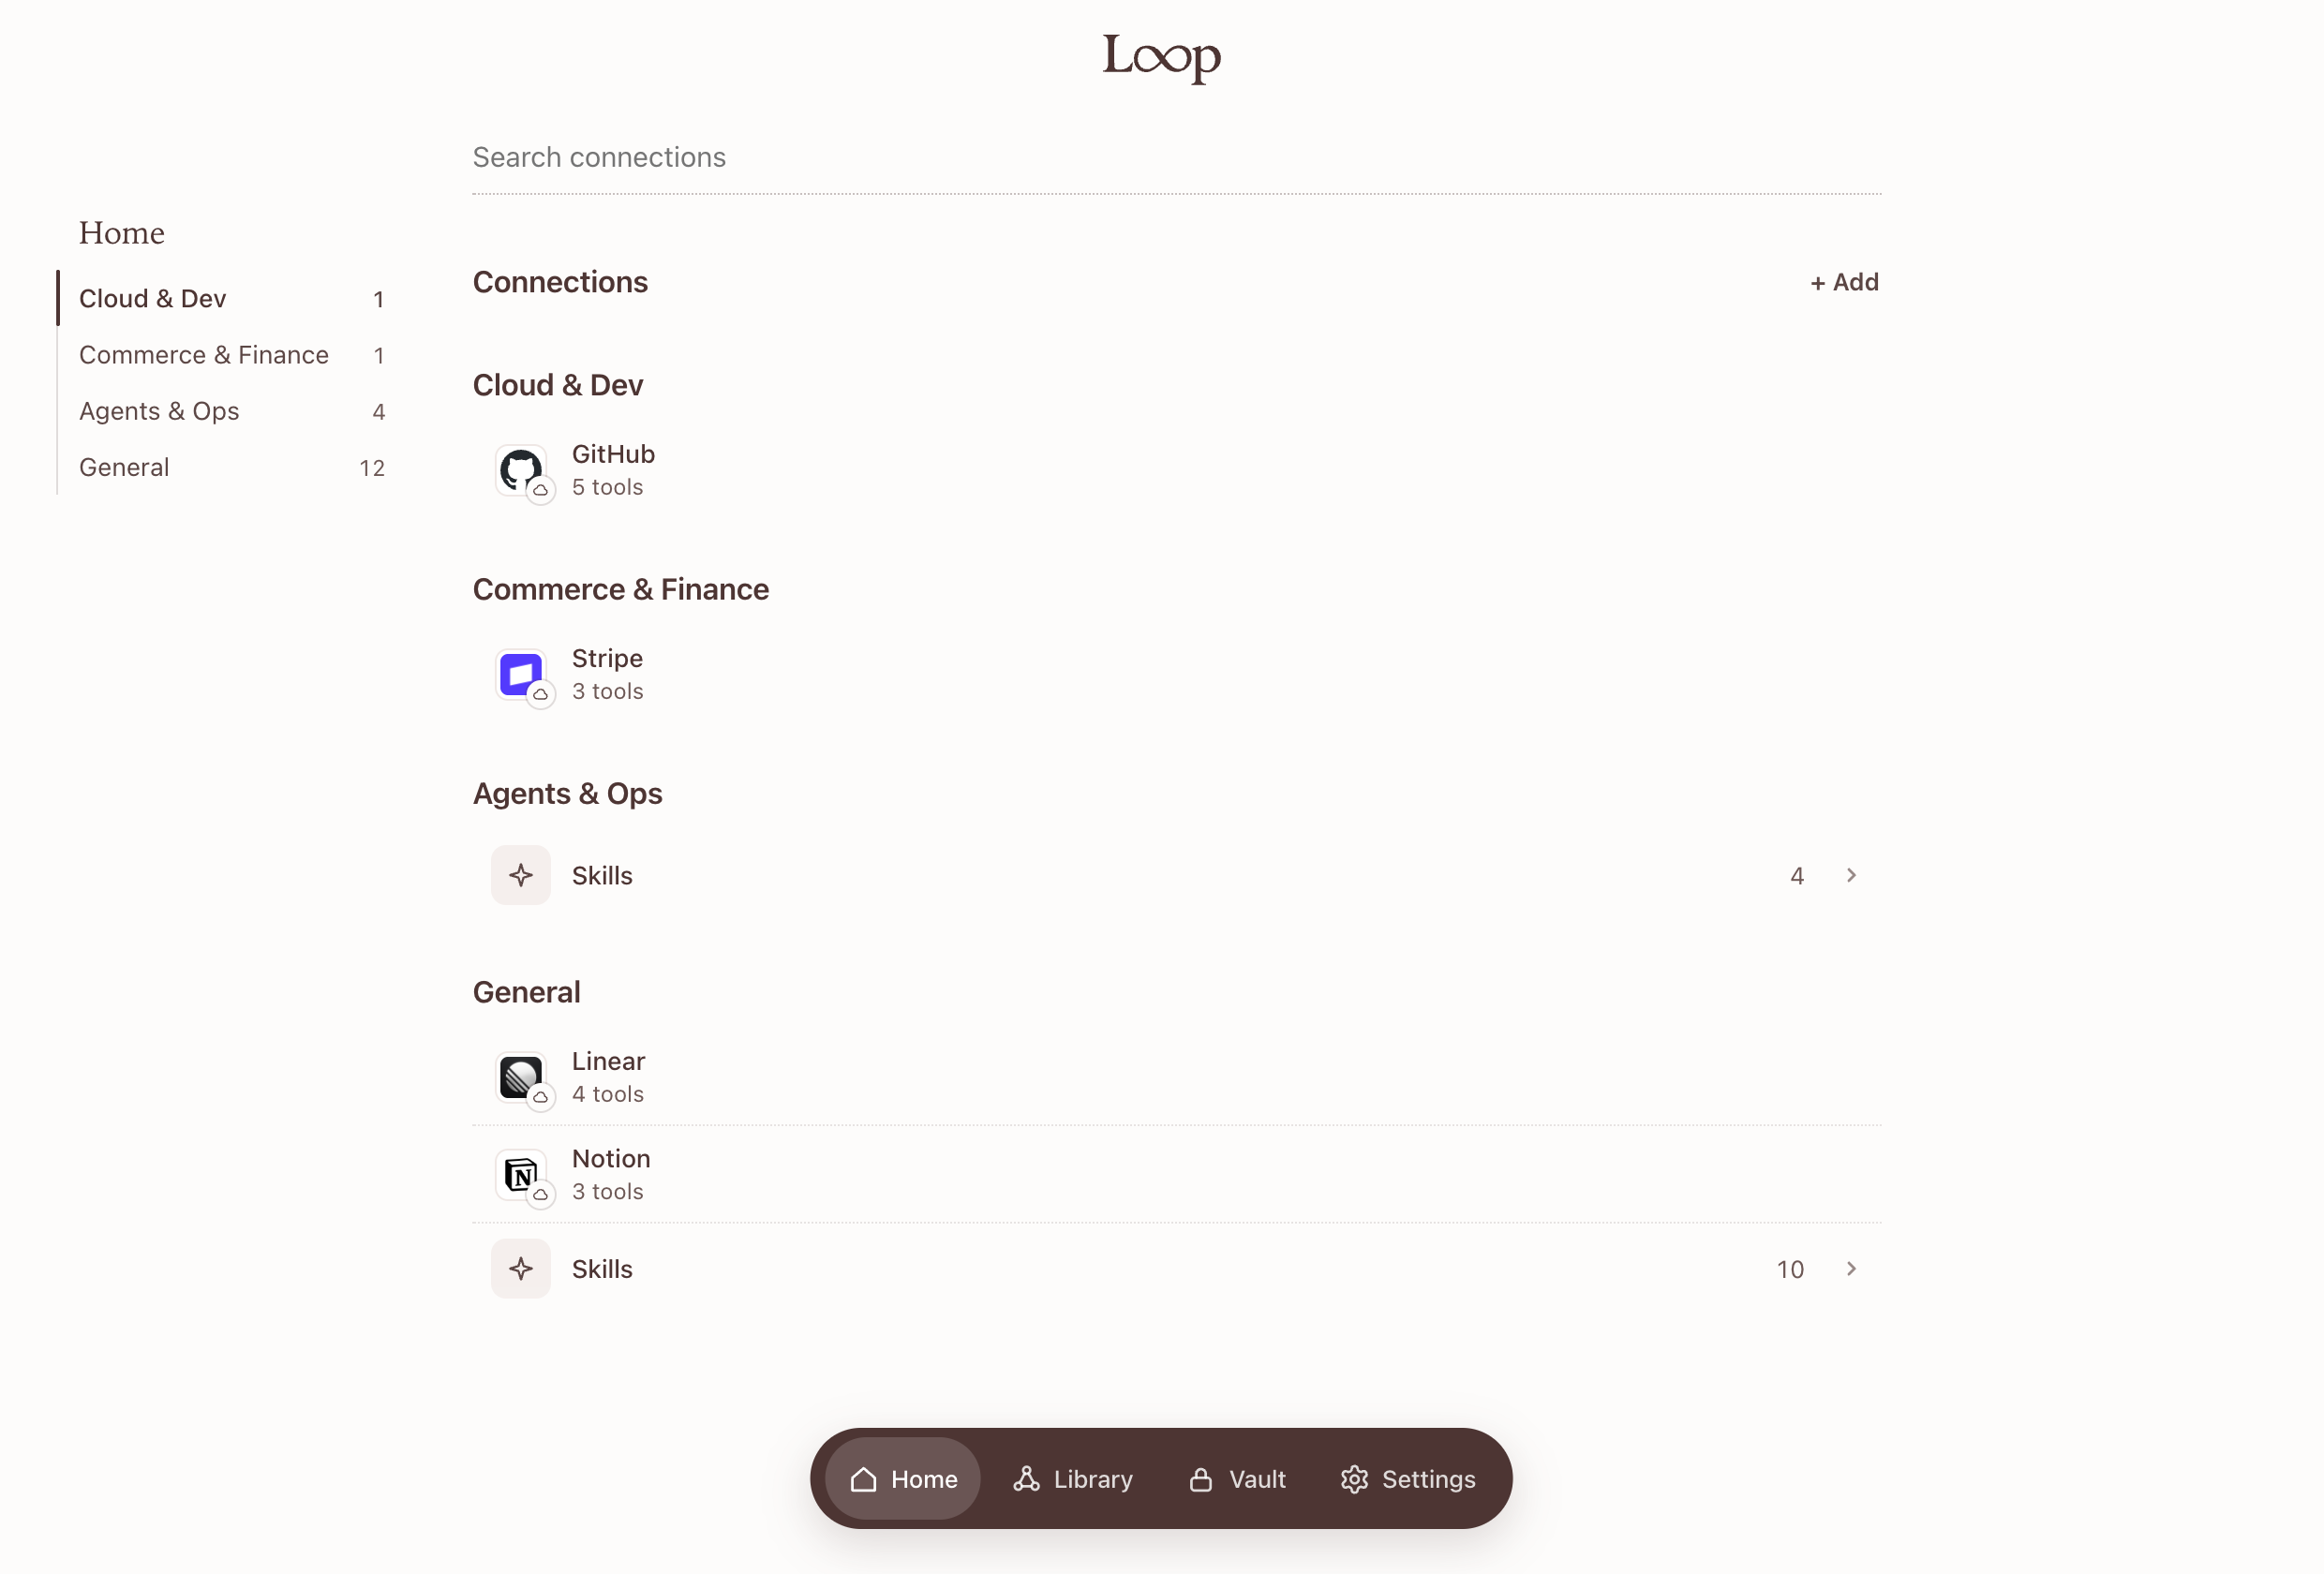 Loop
Search connections
Home
Cloud & Dev 1
Commerce & Finance 1
Agents & Ops 4
General 12
Connections + Add
Cloud & Dev
GitHub
5 tools
Commerce & Finance
Stripe
3 tools
Agents & Ops
Skills 4
General
Linear
4 tools
N
Notion
3 tools
Skills 10
Home Library Vault Settings